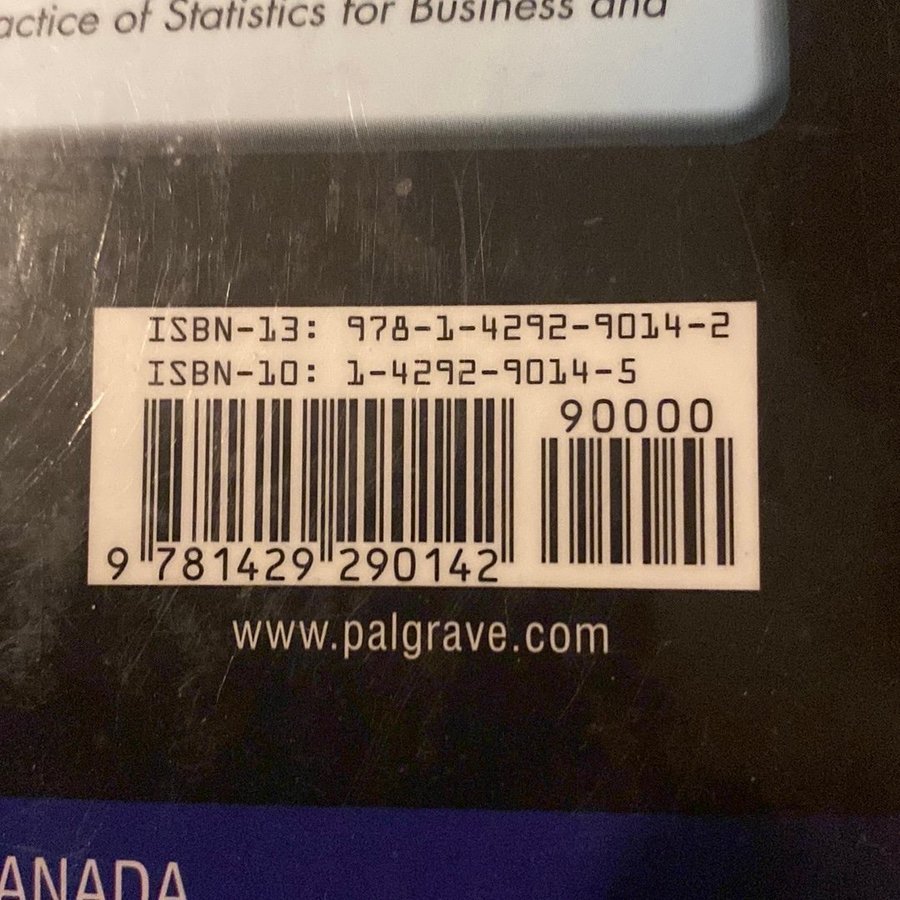 actice of Statistics for Business and
ISBN-13: 978-1-4292-9014-2
ISBN-10: 1-4292-9014-5
90000
9 781429 290142
www.palgrave.com
ANADA